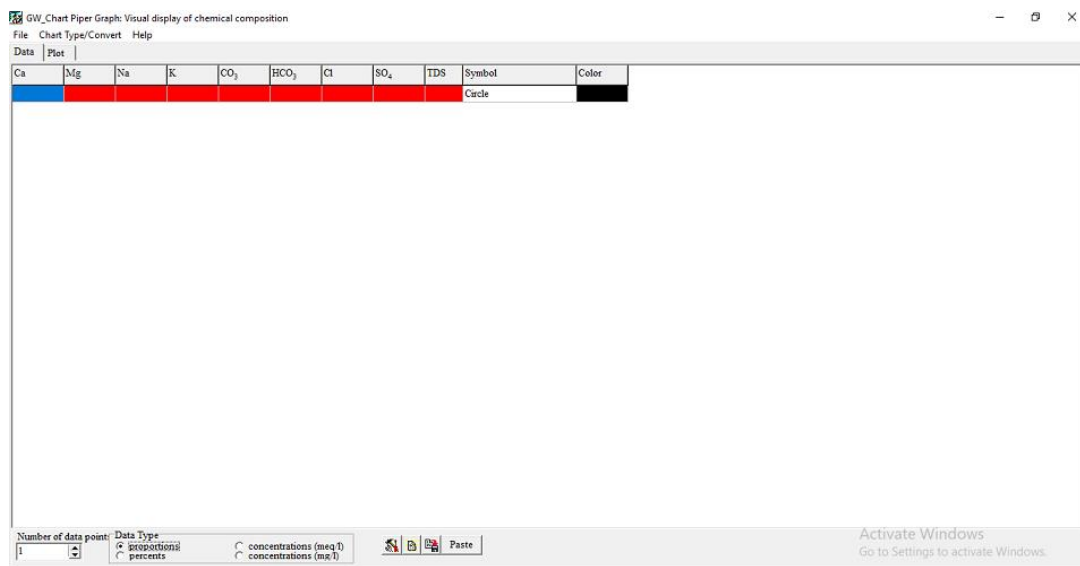 GW_Chart Piper Graph: Visual display of chemical composition
File Chart Type/Convert Help
Data Plot
Ca Mg Na K CO₃ HCO₃ Cl SO₄ TDS Symbol Color
Circle
Number of data point: Data Type
1 proportions concentrations (meq/l) Paste
percents concentrations (mg/l)
Activate Windows
Go to Settings to activate Windows.